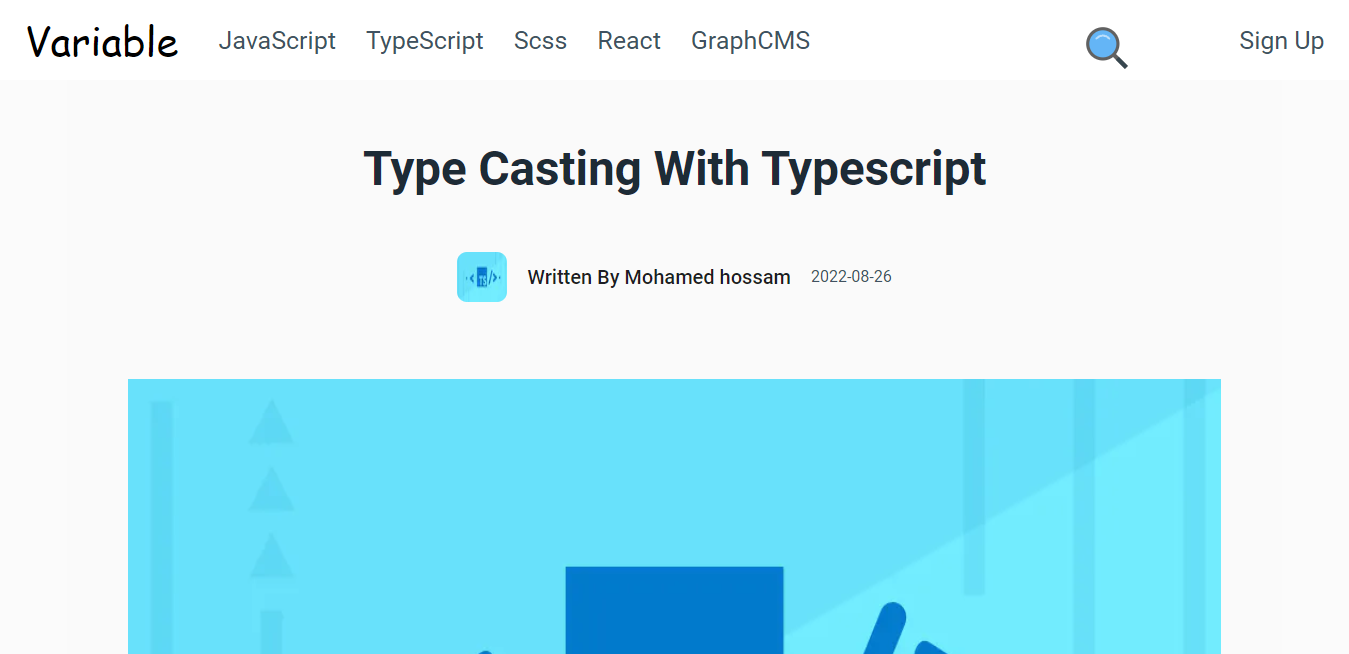 Variable JavaScript TypeScript Scss React GraphCMS Sign Up
Type Casting With Typescript
TS
Written By Mohamed hossam 2022-08-26